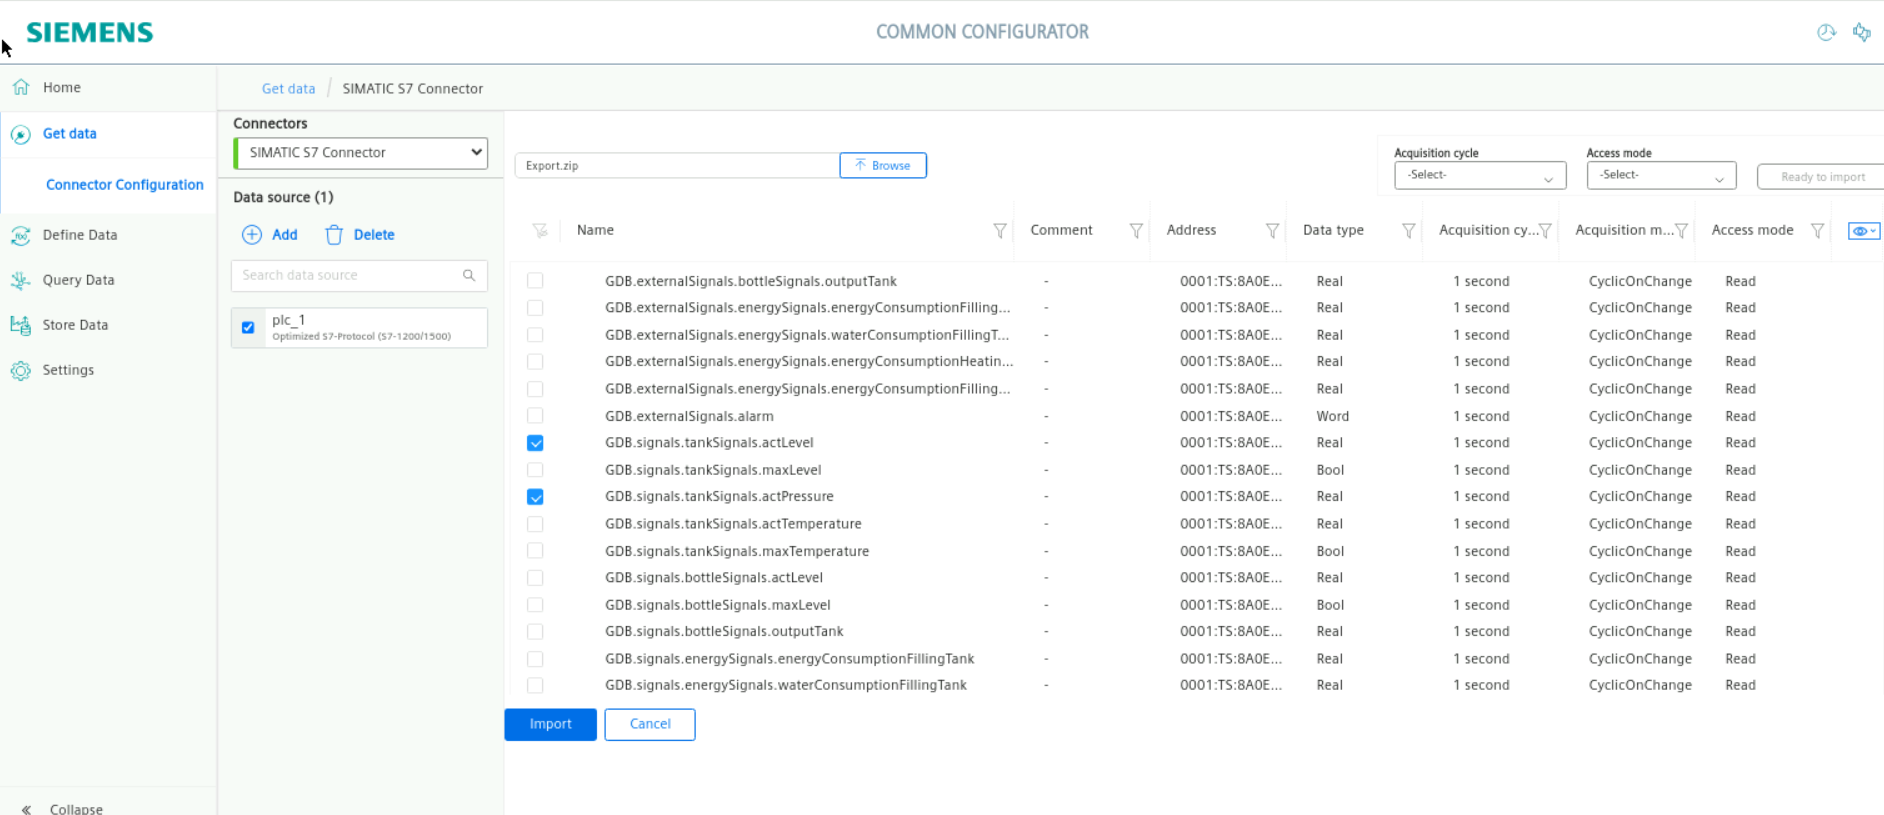 SIEMENS
COMMON CONFIGURATOR
Home
Get data
Connector Configuration
Define Data
Query Data
Store Data
Settings
Collapse
Get data / SIMATIC S7 Connector
Connectors
SIMATIC S7 Connector
Data source (1)
Add Delete
Search data source
plc_1
Optimized S7-Protocol (S7-1200/1500)
Export.zip Browse
Acquisition cycle Access mode
-Select- -Select- Ready to import
Name Comment Address Data type Acquisition cy... Acquisition m... Access mode
GDB.externalSignals.bottleSignals.outputTank - 0001:TS:8A0E... Real 1 second CyclicOnChange Read
GDB.externalSignals.energySignals.energyConsumptionFilling... - 0001:TS:8A0E... Real 1 second CyclicOnChange Read
GDB.externalSignals.energySignals.waterConsumptionFillingT... - 0001:TS:8A0E... Real 1 second CyclicOnChange Read
GDB.externalSignals.energySignals.energyConsumptionHeatin... - 0001:TS:8A0E... Real 1 second CyclicOnChange Read
GDB.externalSignals.energySignals.energyConsumptionFilling... - 0001:TS:8A0E... Real 1 second CyclicOnChange Read
GDB.externalSignals.alarm - 0001:TS:8A0E... Word 1 second CyclicOnChange Read
GDB.signals.tankSignals.actLevel - 0001:TS:8A0E... Real 1 second CyclicOnChange Read
GDB.signals.tankSignals.maxLevel - 0001:TS:8A0E... Bool 1 second CyclicOnChange Read
GDB.signals.tankSignals.actPressure - 0001:TS:8A0E... Real 1 second CyclicOnChange Read
GDB.signals.tankSignals.actTemperature - 0001:TS:8A0E... Real 1 second CyclicOnChange Read
GDB.signals.tankSignals.maxTemperature - 0001:TS:8A0E... Bool 1 second CyclicOnChange Read
GDB.signals.bottleSignals.actLevel - 0001:TS:8A0E... Real 1 second CyclicOnChange Read
GDB.signals.bottleSignals.maxLevel - 0001:TS:8A0E... Bool 1 second CyclicOnChange Read
GDB.signals.bottleSignals.outputTank - 0001:TS:8A0E... Real 1 second CyclicOnChange Read
GDB.signals.energySignals.energyConsumptionFillingTank - 0001:TS:8A0E... Real 1 second CyclicOnChange Read
GDB.signals.energySignals.waterConsumptionFillingTank - 0001:TS:8A0E... Real 1 second CyclicOnChange Read
Import Cancel